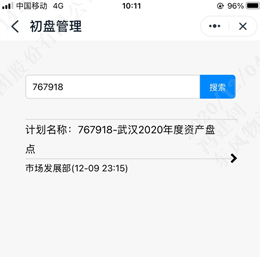 中国移动 4G 10:11 96%
初盘管理
767918 搜索
计划名称：767918-武汉2020年度资产盘
点
市场发展部(12-09 23:15)